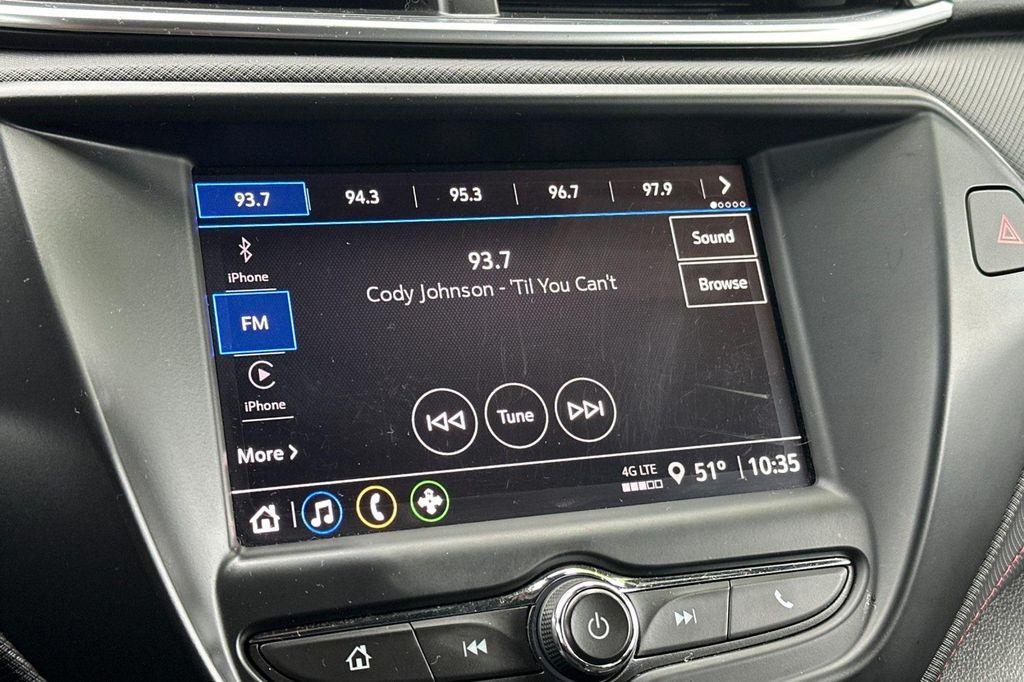 93.7
94.3
95.3
96.7
97.9
93.7
Cody Johnson - 'Til You Can't
Sound
Browse
iPhone
FM
iPhone
More
Tune
4G LTE
51°
10:35